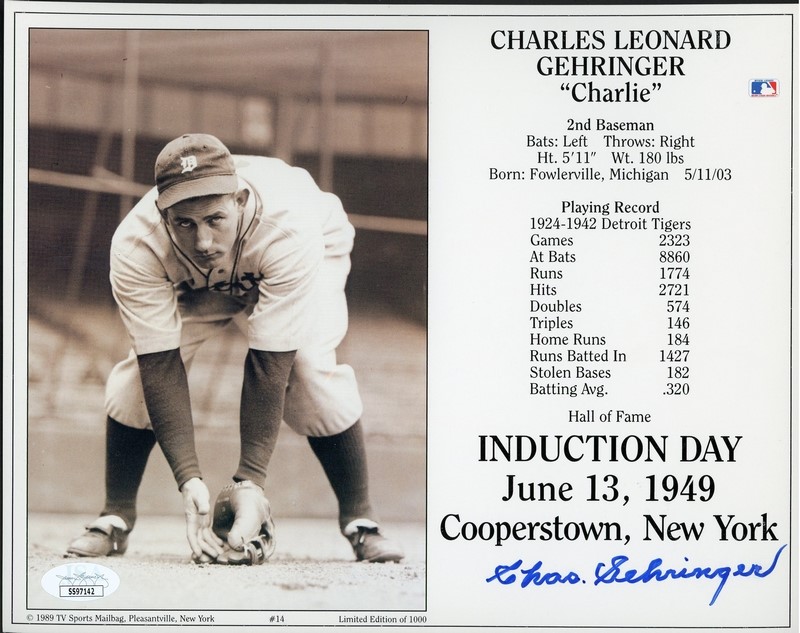 CHARLES LEONARD
GEHRINGER
“Charlie”
2nd Baseman
Bats: Left Throws: Right
Ht. 5'11" Wt. 180 lbs
Born: Fowlerville, Michigan 5/11/03
Playing Record
1924-1942 Detroit Tigers
Games 2323
At Bats 8860
Runs 1774
Hits 2721
Doubles 574
Triples 146
Home Runs 184
Runs Batted In 1427
Stolen Bases 182
Batting Avg. .320
Hall of Fame
INDUCTION DAY
June 13, 1949
Cooperstown, New York
Chas. Gehringer
D
SS97142
© 1989 TV Sports Mailbag, Pleasantville, New York #14 Limited Edition of 1000